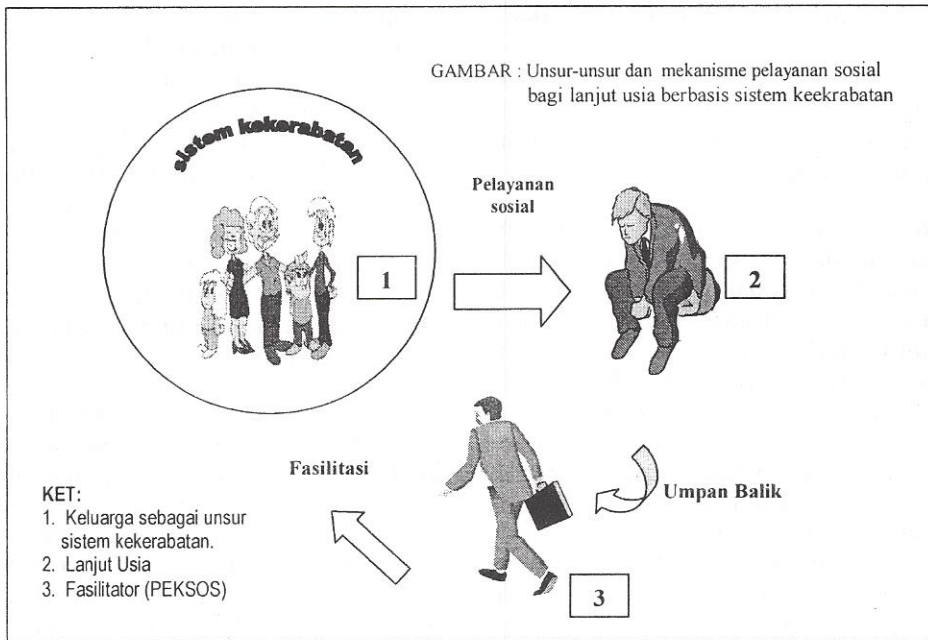 GAMBAR : Unsur-unsur dan mekanisme pelayanan sosial
bagi lanjut usia berbasis sistem keekrabatan
sistem kekerabatan
Pelayanan
sosial
1
2
Fasilitasi
Umpan Balik
3
KET:
1. Keluarga sebagai unsur
sistem kekerabatan.
2. Lanjut Usia
3. Fasilitator (PEKSOS)